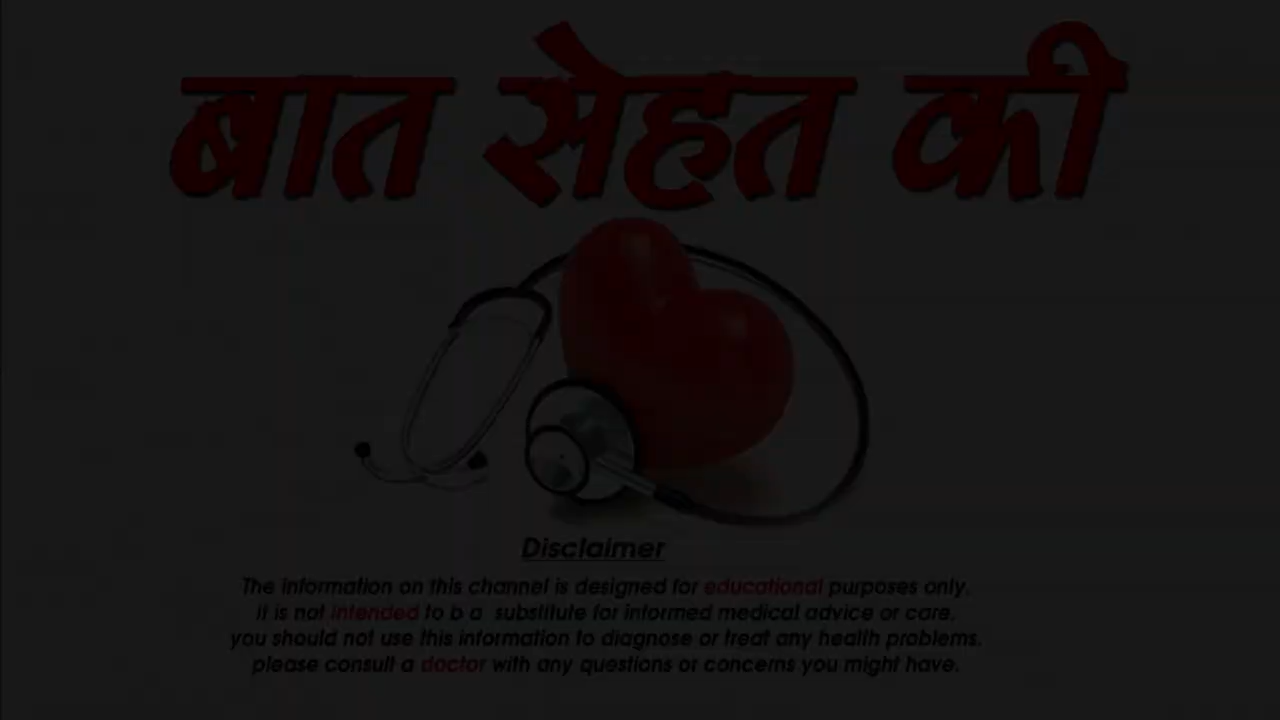 बात सेहत की
Disclaimer
The information on this channel is designed for educational purposes only.
it is not intended to b a substitute for informed medical advice or care.
you should not use this information to diagnose or treat any health problems.
please consult a doctor with any questions or concerns you might have.